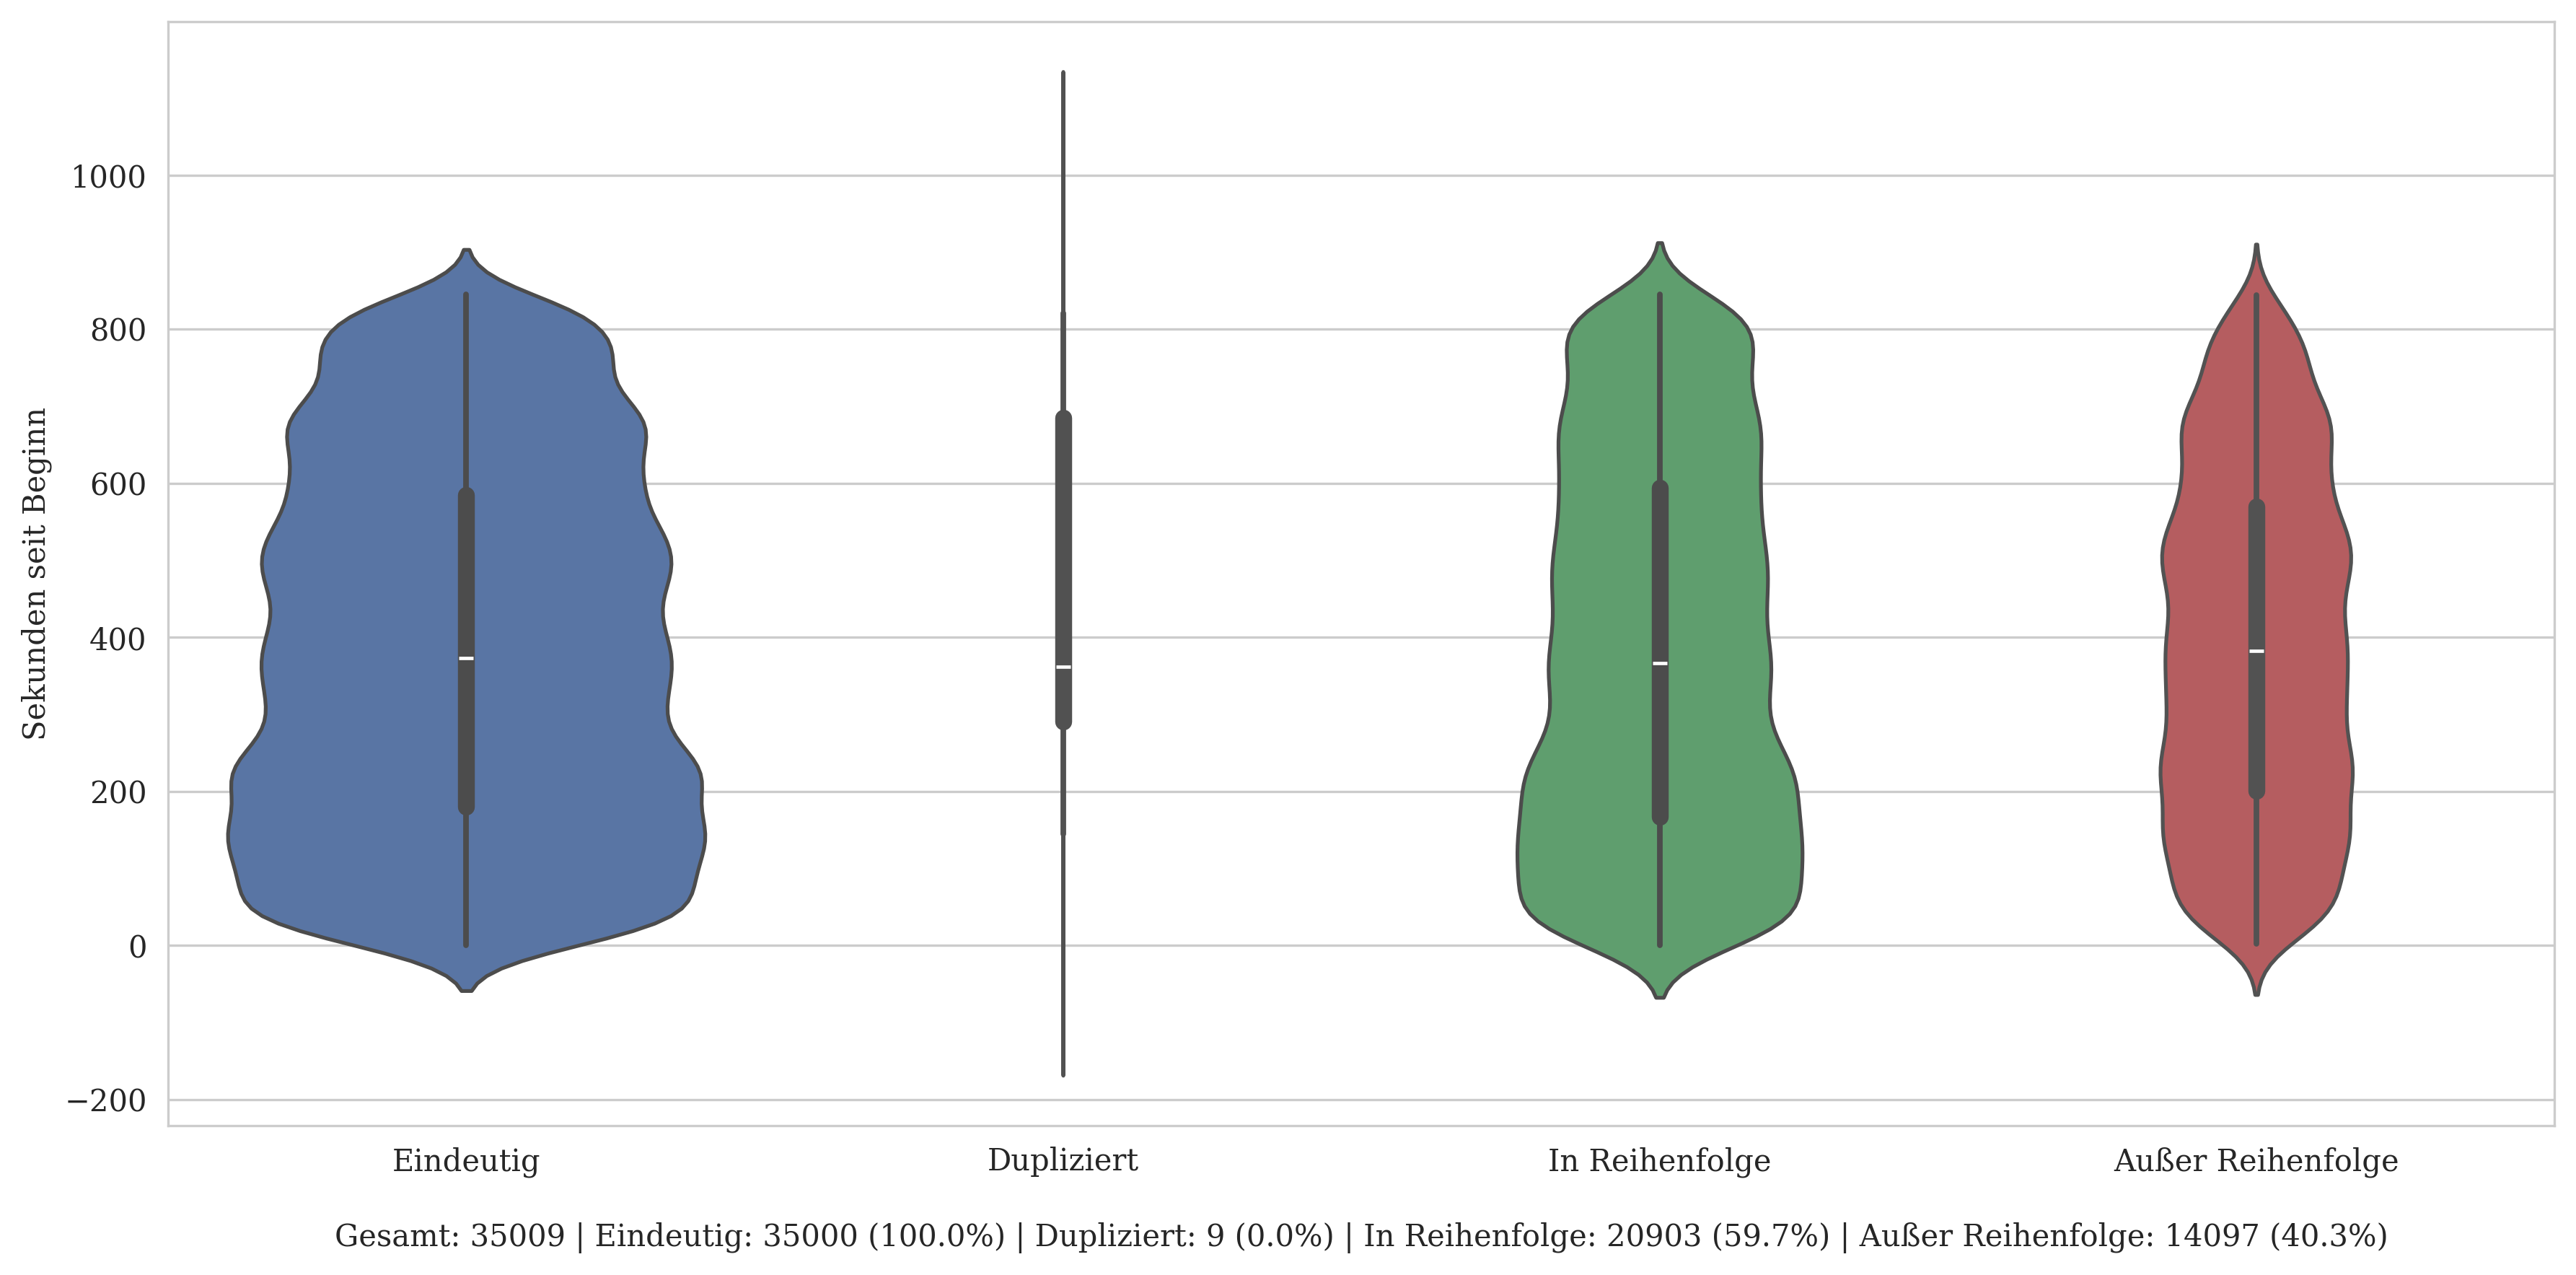 Sekunden seit Beginn
1000
800
600
400
200
0
−200
Eindeutig
Dupliziert
In Reihenfolge
Außer Reihenfolge
Gesamt: 35009 | Eindeutig: 35000 (100.0%) | Dupliziert: 9 (0.0%) | In Reihenfolge: 20903 (59.7%) | Außer Reihenfolge: 14097 (40.3%)